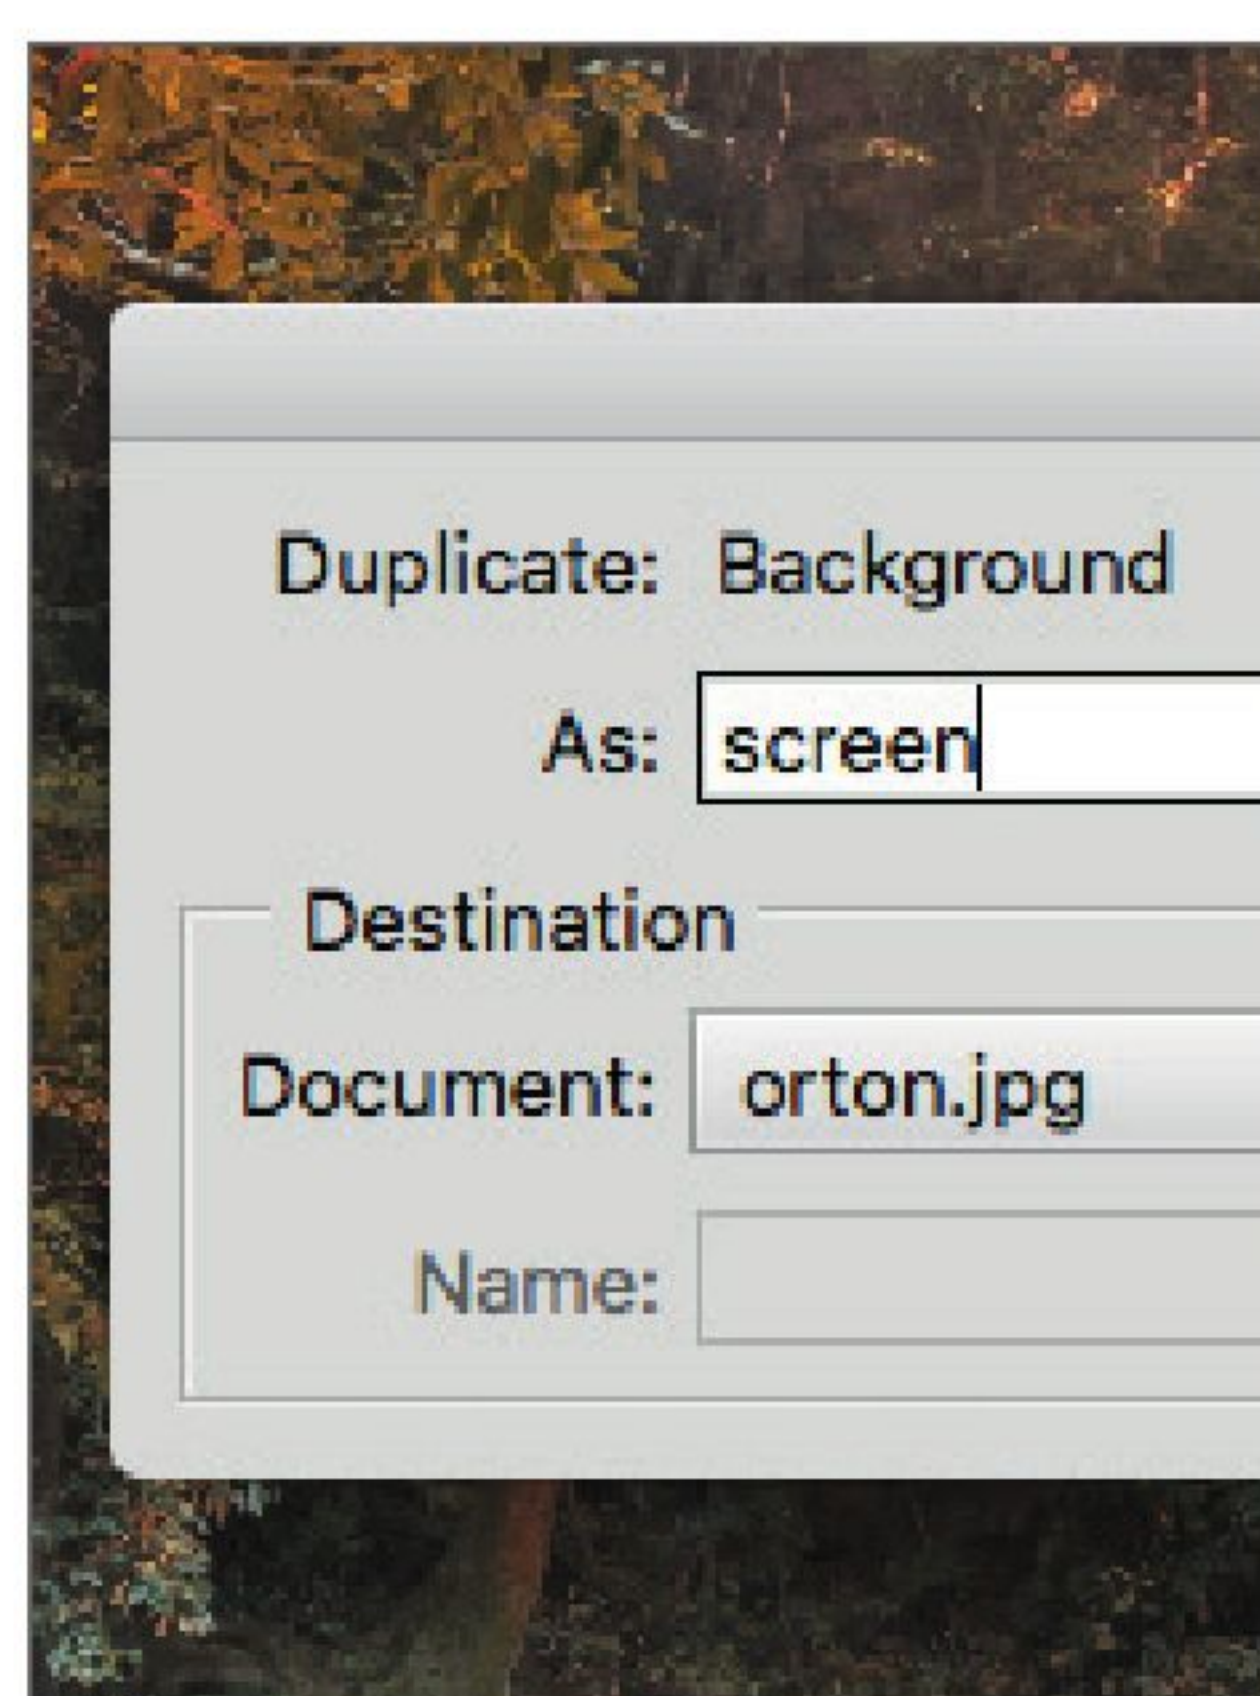 Duplicate: Background
As: screen
Destination
Document: orton.jpg
Name: